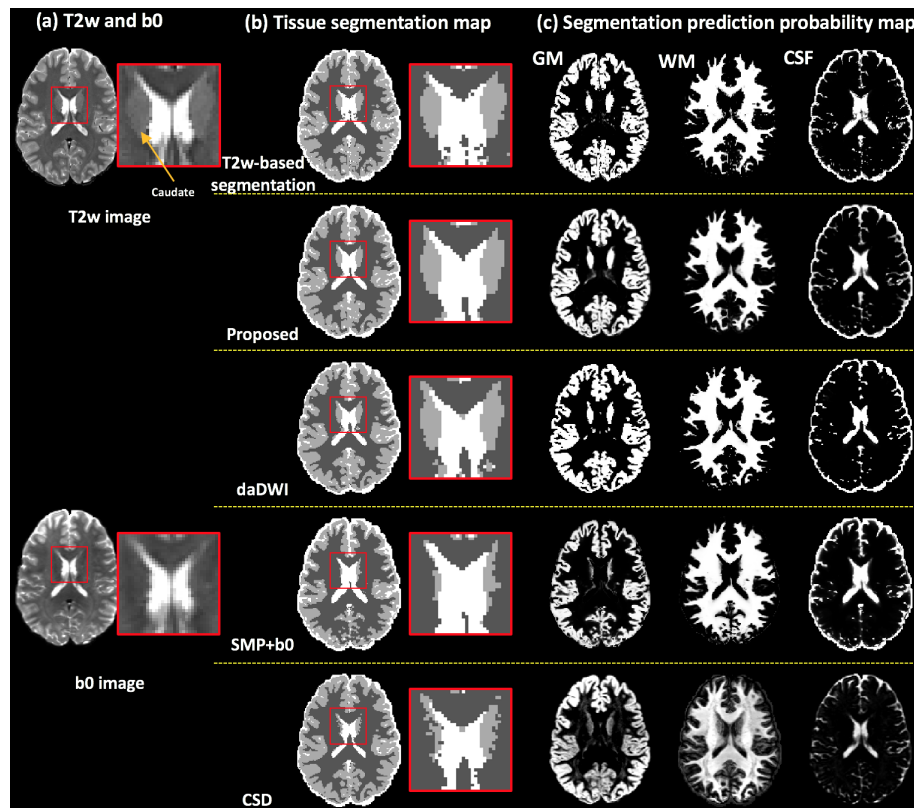 (a) T2w and b0
(b) Tissue segmentation map
(c) Segmentation prediction probability map
GM
WM
CSF
Caudate
T2w image
T2w-based
segmentation
Proposed
daDWI
SMP+b0
b0 image
CSD